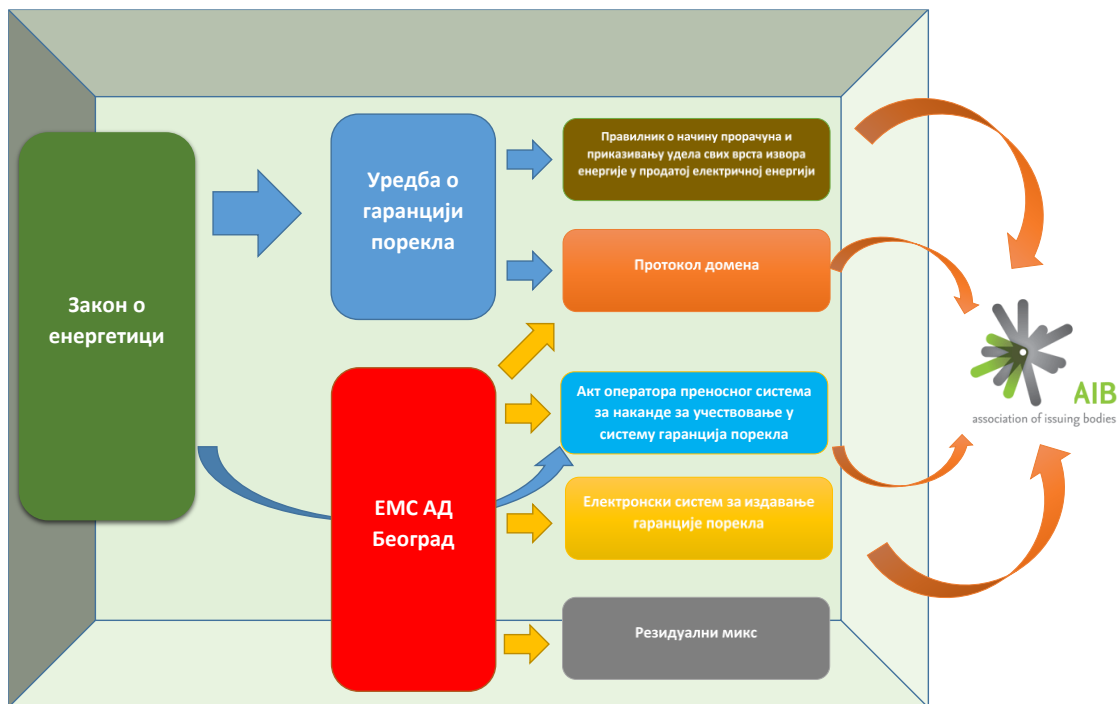 Закон о
енергетици
Уредба о
гаранцији
порекла
ЕМС АД
Београд
Правилник о начину прорачуна и
приказивању удела свих врста извора
енергије у продатој електричној енергији
Протокол домена
Акт оператора преносног система
за наканде за учествовање у
систему гаранција порекла
Електронски систем за издавање
гаранције порекла
Резидуални микс
AIB
association of issuing bodies